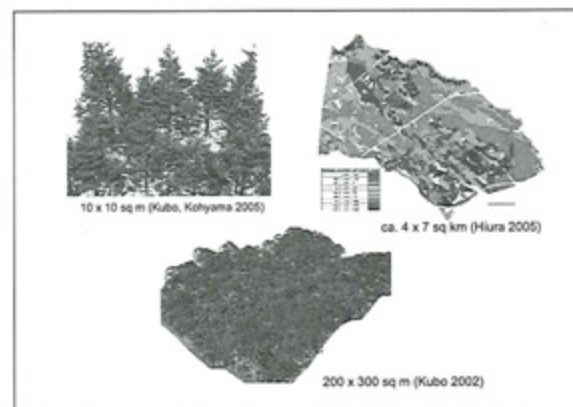 10 x 10 sq m (Kubo, Kohyama 2005)
ca. 4 x 7 sq km (Hiura 2005)
200 x 300 sq m (Kubo 2002)